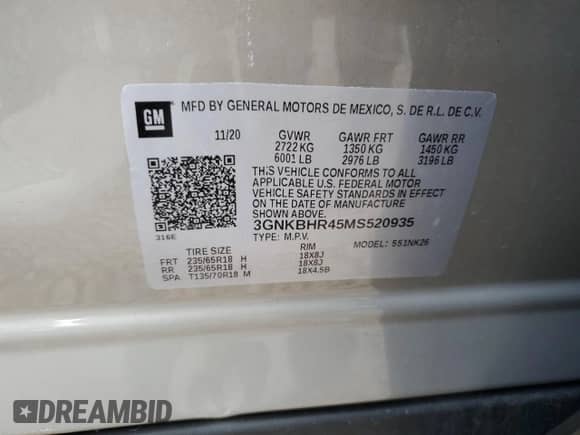 GM
MFD BY GENERAL MOTORS DE MEXICO, S. DE R.L. DE C.V.
11/20 GVWR GAWR FRT GAWR RR
2722 KG 1350 KG 1450 KG
6001 LB 2976 LB 3196 LB
THIS VEHICLE CONFORMS TO ALL
APPLICABLE U.S. FEDERAL MOTOR
VEHICLE SAFETY STANDARDS IN EFFECT
ON THE DATE OF MANUFACTURE SHOWN ABOVE.
3GNKBHR45MS520935
316E
TYPE: M.P.V. MODEL: 551NK26
TIRE SIZE RIM
FRT 235/65R18 H 18X8J
RR 235/65R18 H 18X8J
SPA T135/70R18 M 18X4.5B
DREAMBID